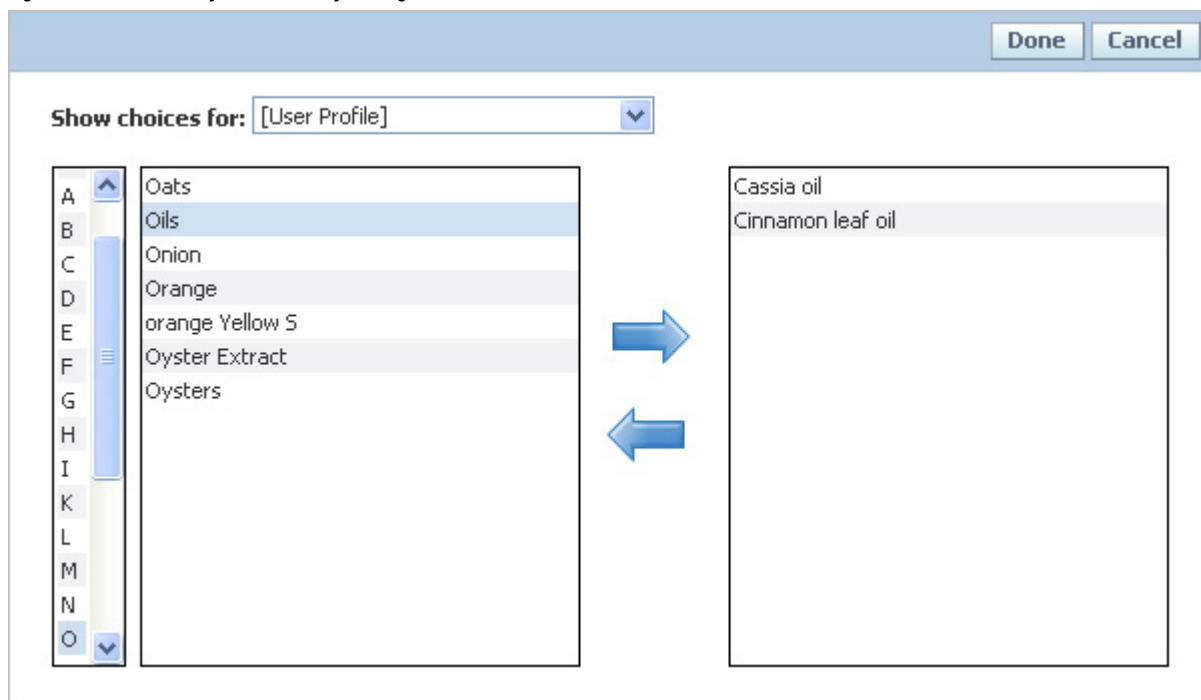 Done Cancel
Show choices for: [User Profile]
A
B
C
D
E
F
G
H
I
K
L
M
N
O
Oats
Oils
Onion
Orange
orange Yellow S
Oyster Extract
Oysters
Cassia oil
Cinnamon leaf oil